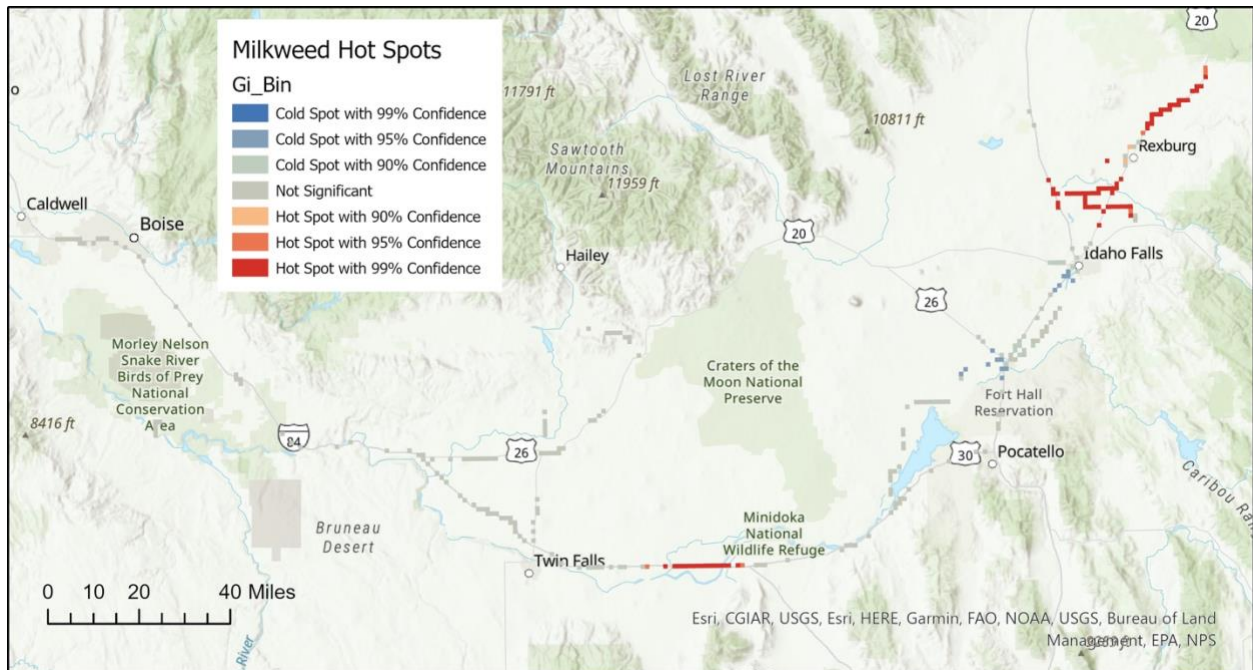 Milkweed Hot Spots
Gi_Bin
Cold Spot with 99% Confidence
Cold Spot with 95% Confidence
Cold Spot with 90% Confidence
Not Significant
Hot Spot with 90% Confidence
Hot Spot with 95% Confidence
Hot Spot with 99% Confidence
20
11791 ft
Lost River
Range
10811 ft
Sawtooth
Mountains
11959 ft
Rexburg
Caldwell
Boise
Hailey
20
Idaho Falls
26
Morley Nelson
Snake River
Birds of Prey
National
Conservation
Area
8416 ft
Craters of the
Moon National
Preserve
Fort Hall
Reservation
84
26
30
Pocatello
Caribou Ra
Bruneau
Desert
Minidoka
National
Wildlife Refuge
Twin Falls
0 10 20 40 Miles
River
Esri, CGIAR, USGS, Esri, HERE, Garmin, FAO, NOAA, USGS, Bureau of Land
Management, EPA, NPS